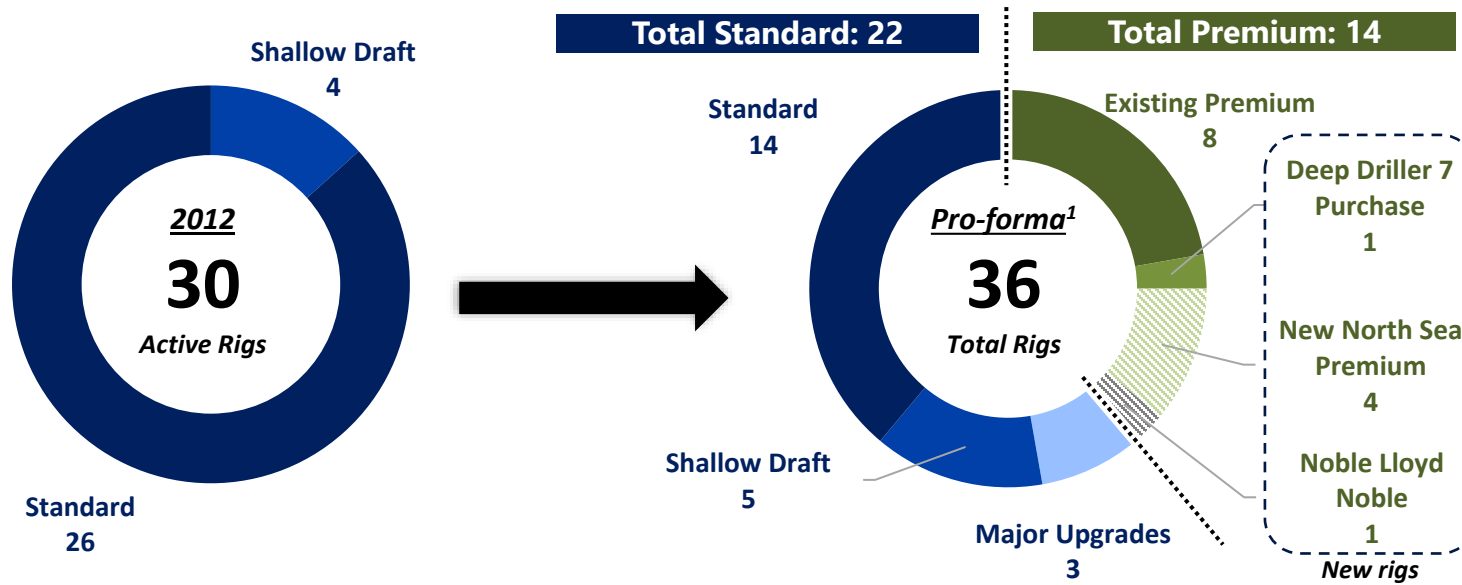 Total Standard: 22
Total Premium: 14
Shallow Draft
4
2012
30
Active Rigs
Standard
26
Standard
14
Existing Premium
8
Pro-forma1
36
Total Rigs
Shallow Draft
5
Major Upgrades
3
Deep Driller 7
Purchase
1
New North Sea
Premium
4
Noble Lloyd
Noble
1
New rigs